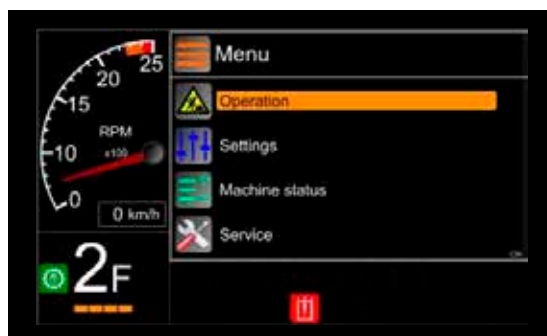 25
20
15
10
0
RPM
x100
0 km/h
2F
Menu
Operation
Settings
Machine status
Service